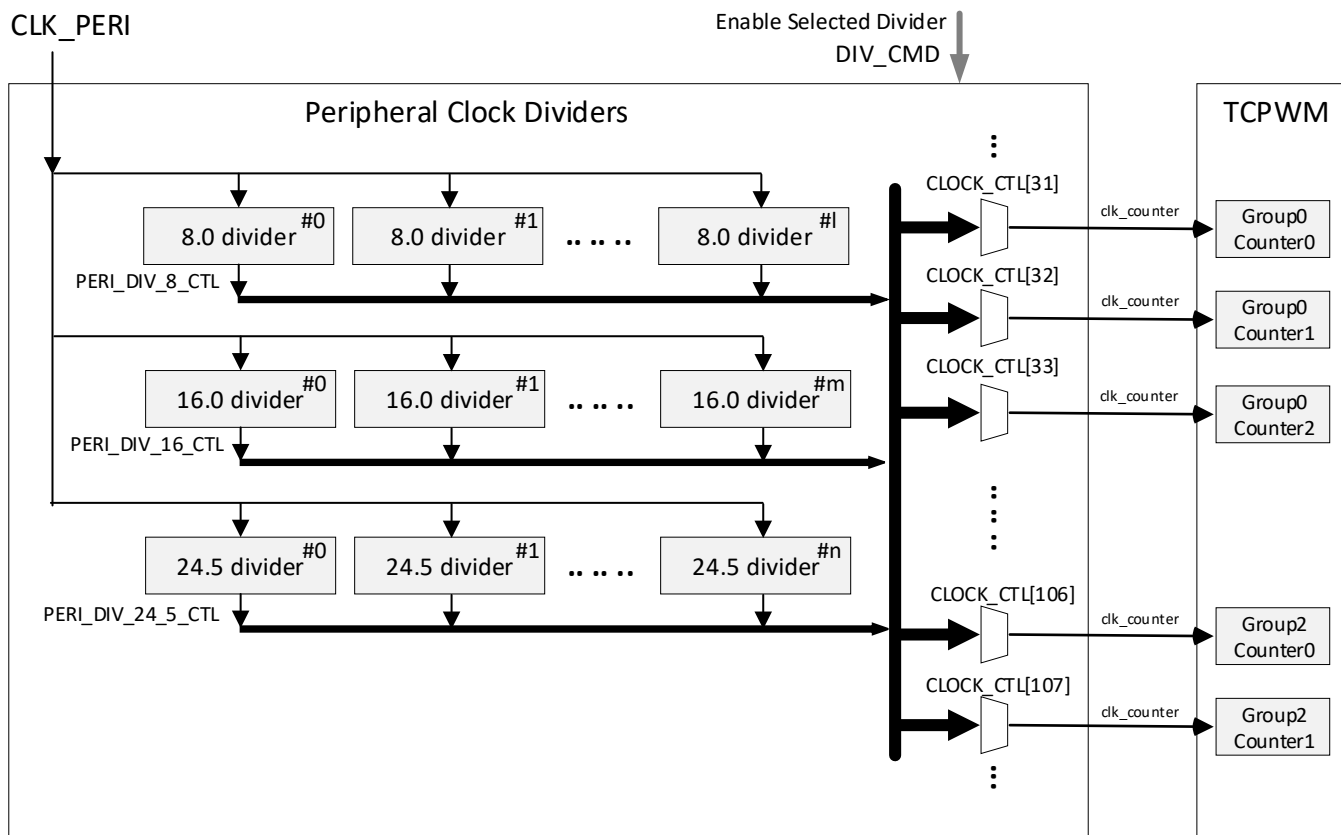 CLK_PERI
Enable Selected Divider
DIV_CMD
Peripheral Clock Dividers
TCPWM
CLOCK_CTL[31]
clk_counter
Group0
Counter0
8.0 divider #0
8.0 divider #1
8.0 divider #l
PERI_DIV_8_CTL
CLOCK_CTL[32]
clk_counter
Group0
Counter1
16.0 divider #0
16.0 divider #1
16.0 divider #m
PERI_DIV_16_CTL
CLOCK_CTL[33]
clk_counter
Group0
Counter2
24.5 divider #0
24.5 divider #1
24.5 divider #n
PERI_DIV_24_5_CTL
CLOCK_CTL[106]
clk_counter
Group2
Counter0
CLOCK_CTL[107]
clk_counter
Group2
Counter1